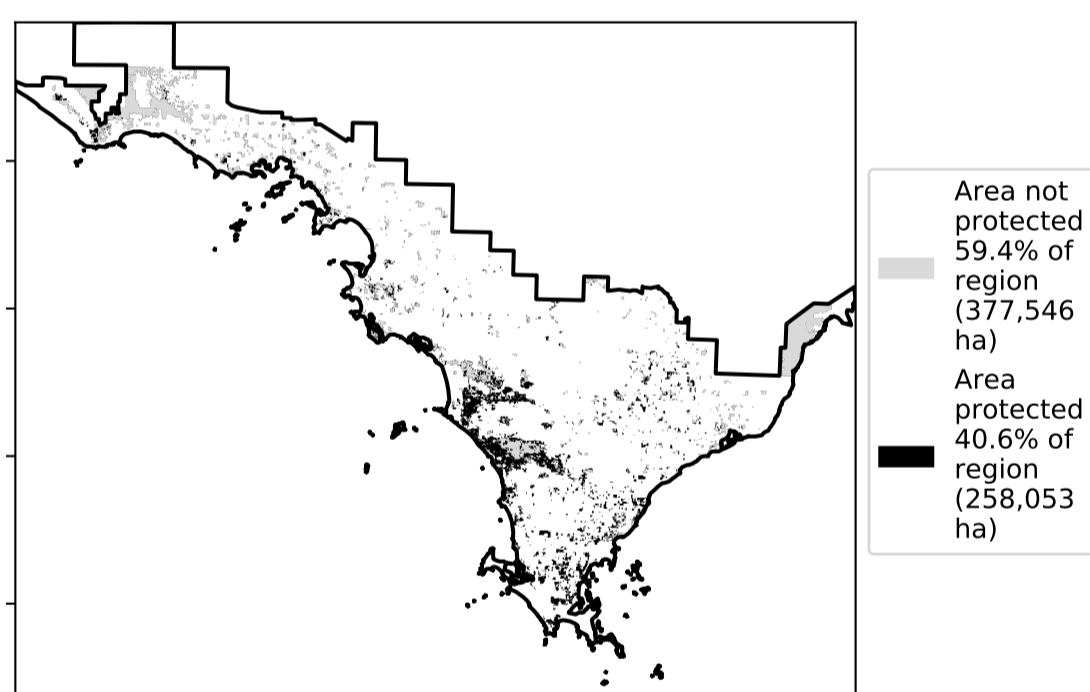 Area not
protected
59.4% of
region
(377,546
ha)
Area
protected
40.6% of
region
(258,053
ha)